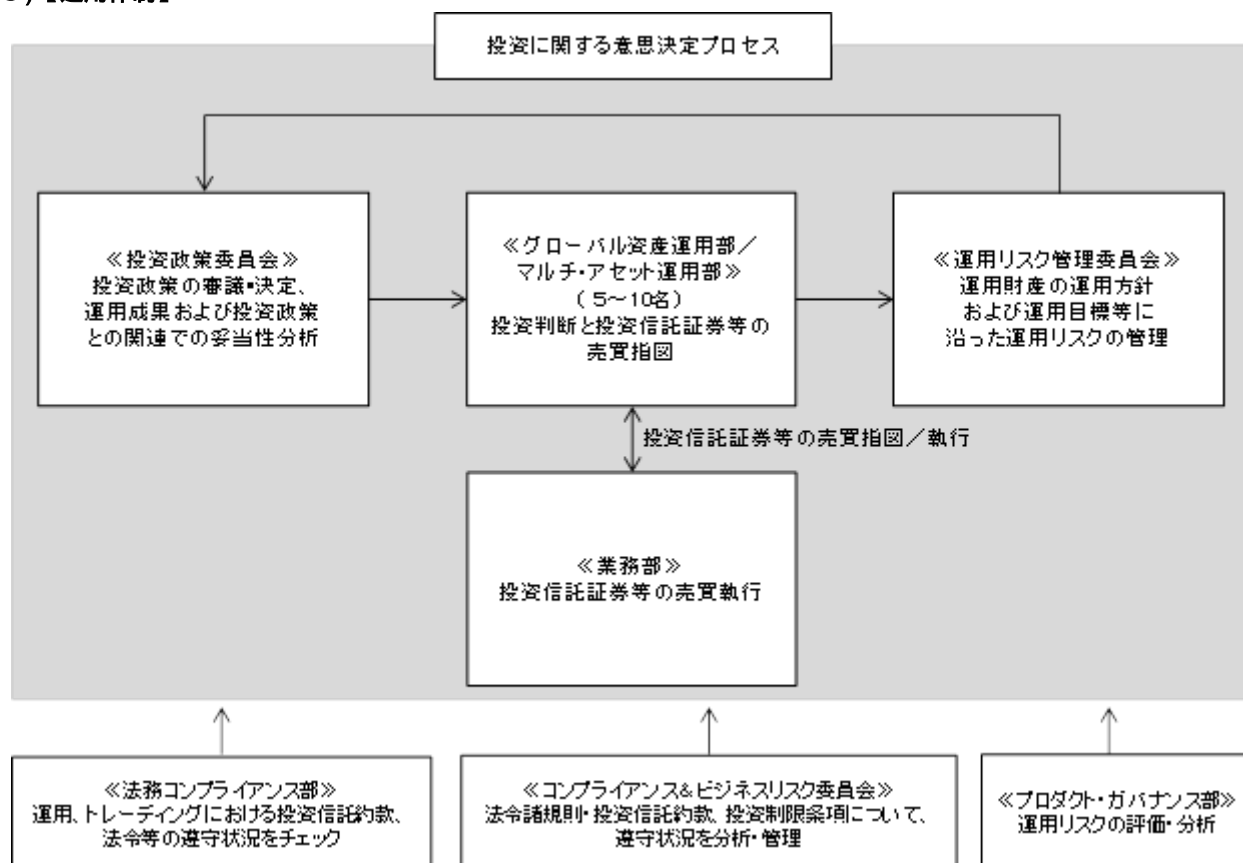 投資に関する意思決定プロセス
≪投資政策委員会≫
投資政策の審議・決定、
運用成果および投資政策
との関連での妥当性分析
≪グローバル資産運用部／
マルチ・アセット運用部≫
（5～10名）
投資判断と投資信託証券等の
売買指図
≪運用リスク管理委員会≫
運用財産の運用方針
および運用目標等に
沿った運用リスクの管理
投資信託証券等の売買指図／執行
≪業務部≫
投資信託証券等の売買執行
≪法務コンプライアンス部≫
運用、トレーディングにおける投資信託約款、
法令等の遵守状況をチェック
≪コンプライアンス&ビジネスリスク委員会≫
法令諸規則・投資信託約款、投資制限条項について、
遵守状況を分析・管理
≪プロダクト・ガバナンス部≫
運用リスクの評価・分析